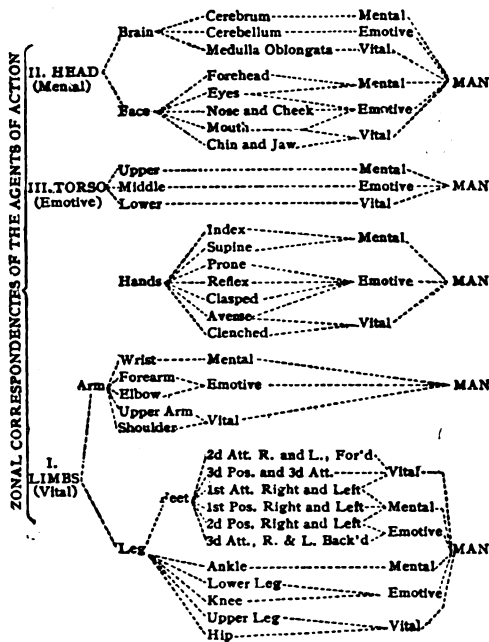 ZONAL CORRESPONDENCIES OF THE AGENTS OF ACTION
Cerebrum Mental
Brain Cerebellum Emotive
Medulla Oblongata Vital
II. HEAD
(Mental)
MAN
Forehead
Eyes Mental
Face Nose and Cheek Emotive
Mouth
Chin and Jaw Vital
Upper Mental
III. TORSO Middle Emotive MAN
(Emotive) Lower Vital
Index
Supine Mental
Prone
Hands Reflex Emotive MAN
Clasped
Averse
Clenched Vital
Wrist Mental
Arm Forearm Emotive MAN
Elbow
Upper Arm Vital
Shoulder
I.
LIMBS
(Vital)
2d Att. R. and L., For'd
Feet 3d Pos. and 3d Att. Vital
1st Att. Right and Left
1st Pos. Right and Left Mental
2d Pos. Right and Left
3d Att., R. & L. Back'd Emotive
Leg MAN
Ankle Mental
Lower Leg Emotive
Knee
Upper Leg Vital
Hip